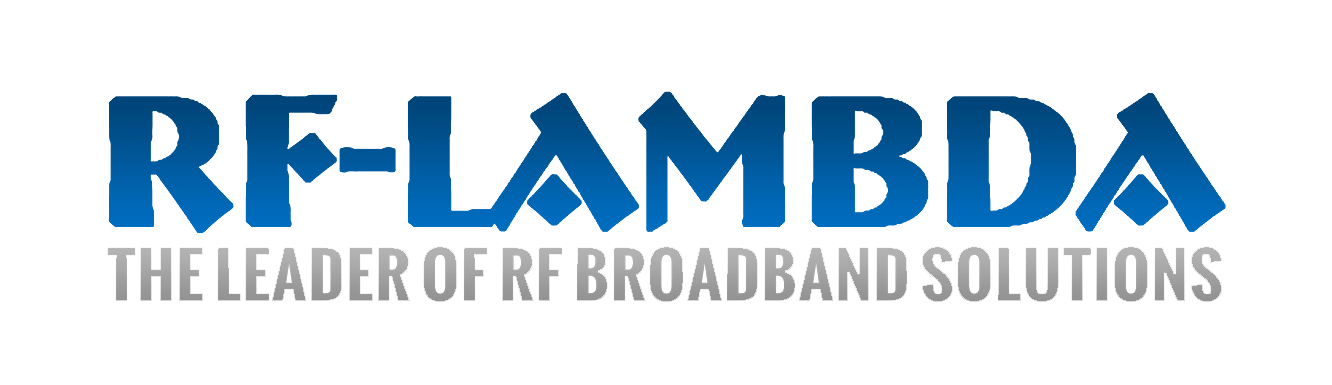 RF-LAMBDA
THE LEADER OF RF BROADBAND SOLUTIONS